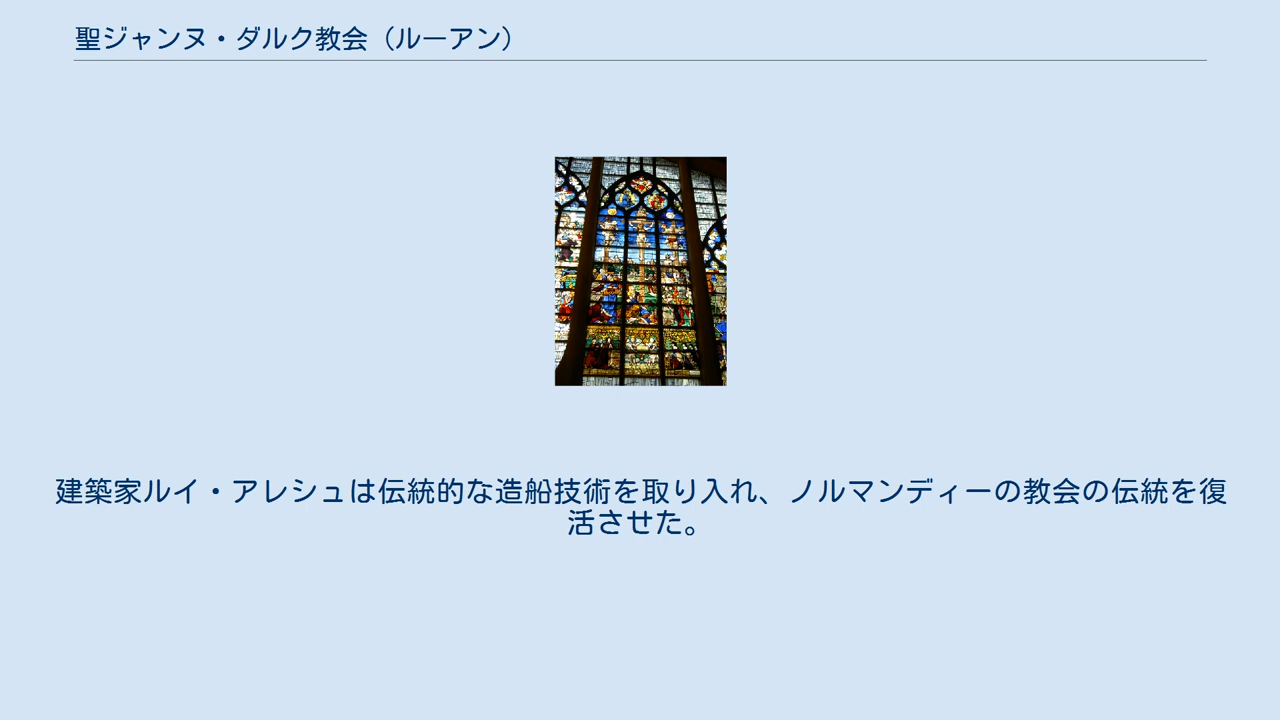 聖ジャンヌ・ダルク教会（ルーアン）
建築家ルイ・アレシュは伝統的な造船技術を取り入れ、ノルマンディーの教会の伝統を復
活させた。